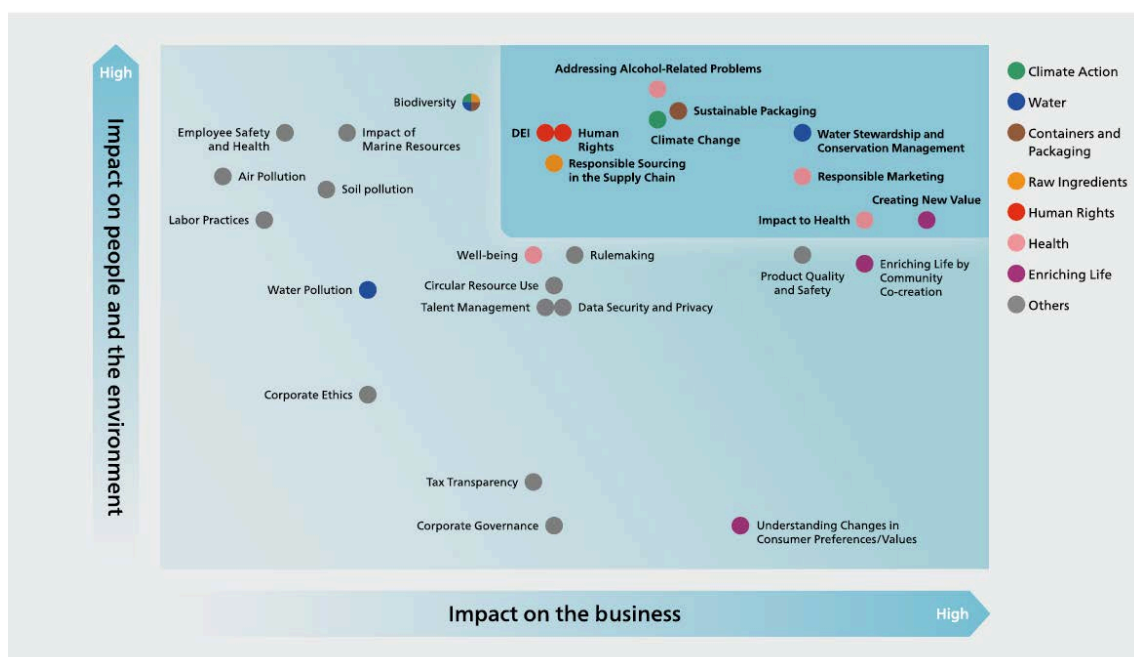 High
Impact on people and the environment
Addressing Alcohol-Related Problems
Biodiversity
Sustainable Packaging
Employee Safety
and Health
Impact of
Marine Resources
DEI
Human
Rights
Climate Change
Water Stewardship and
Conservation Management
Responsible Sourcing
in the Supply Chain
Air Pollution
Soil pollution
Responsible Marketing
Creating New Value
Labor Practices
Impact to Health
Well-being
Rulemaking
Product Quality
and Safety
Enriching Life by
Community
Co-creation
Water Pollution
Circular Resource Use
Talent Management
Data Security and Privacy
Corporate Ethics
Tax Transparency
Corporate Governance
Understanding Changes in
Consumer Preferences/Values
Impact on the business
High
Climate Action
Water
Containers and
Packaging
Raw Ingredients
Human Rights
Health
Enriching Life
Others